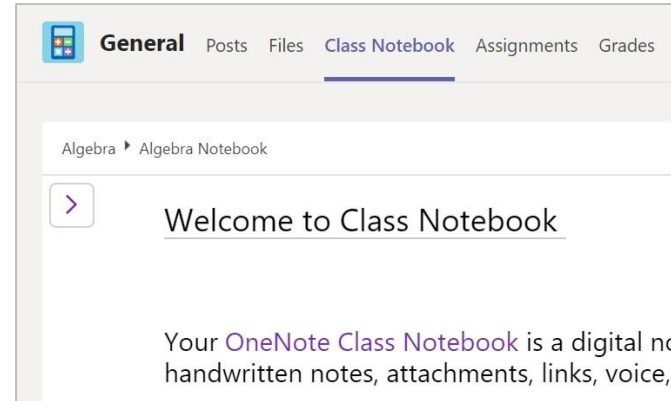 General Posts Files Class Notebook Assignments Grades
Algebra Algebra Notebook
Welcome to Class Notebook
Your OneNote Class Notebook is a digital
handwritten notes, attachments, links, voice,